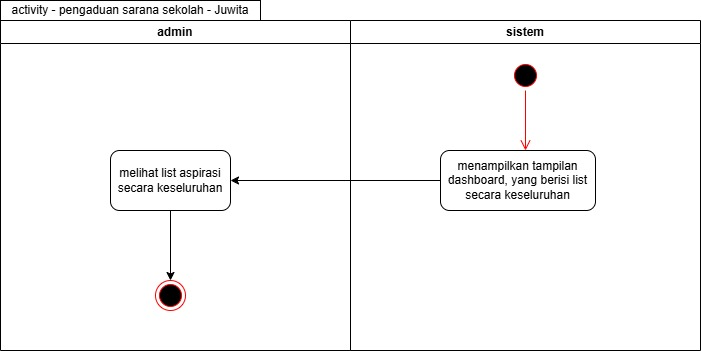 activity - pengaduan sarana sekolah - Juwita
admin
sistem
menampilkan tampilan
dashboard, yang berisi list
secara keseluruhan
melihat list aspirasi
secara keseluruhan